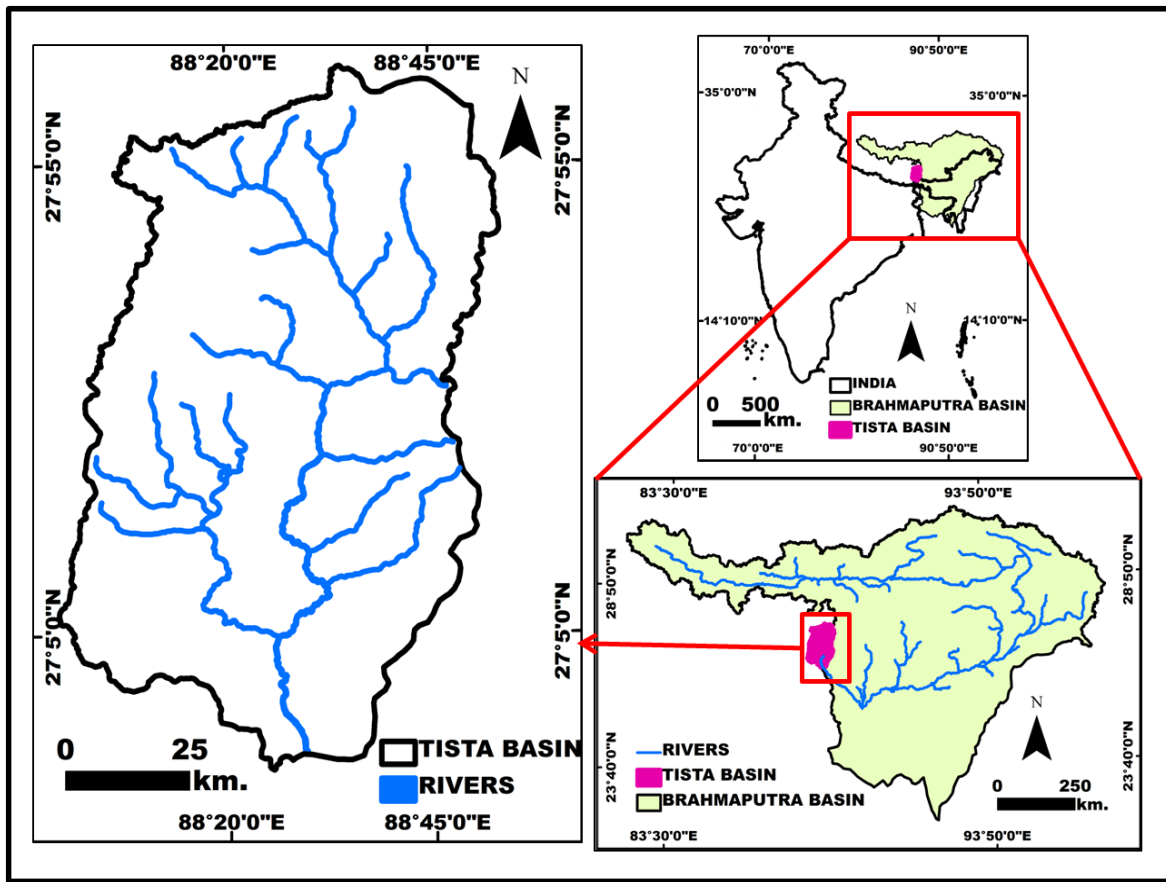 88°20'0"E 88°45'0"E
N
27°55'0"N 27°55'0"N
27°5'0"N 27°5'0"N
0 25
km.
TISTA BASIN
RIVERS
88°20'0"E 88°45'0"E
70°0'0"E 90°50'0"E
35°0'0"N 35°0'0"N
14°10'0"N 14°10'0"N
N
INDIA
0 500
km.
BRAHMAPUTRA BASIN
TISTA BASIN
70°0'0"E 90°50'0"E
83°30'0"E 93°50'0"E
28°50'0"N 28°50'0"N
23°40'0"N 23°40'0"N
N
RIVERS
TISTA BASIN
BRAHMAPUTRA BASIN
0 250
km.
83°30'0"E 93°50'0"E